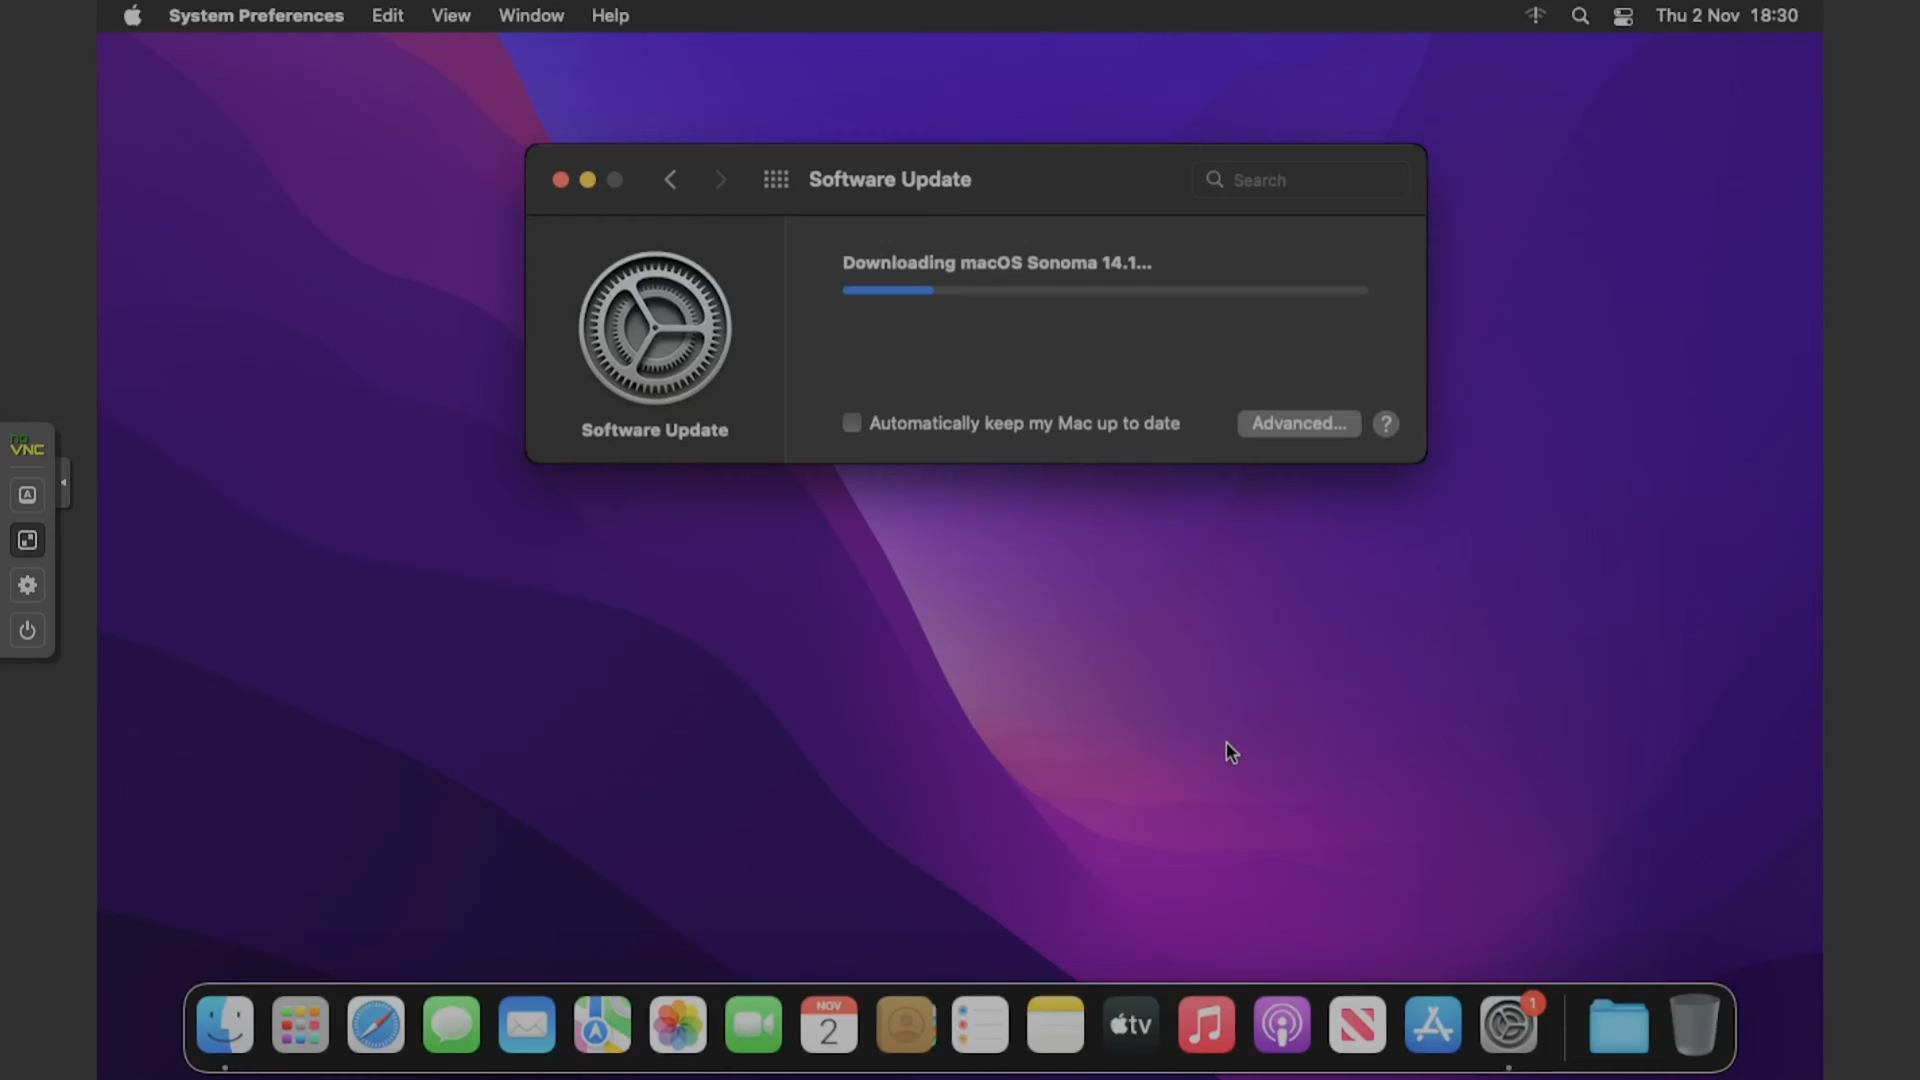 System Preferences Edit View Window Help Thu 2 Nov 18:30
Software Update Search
Downloading macOS Sonoma 14.1...
Automatically keep my Mac up to date Advanced... ?
Software Update
no
VNC
A
NOV
2
tv
1